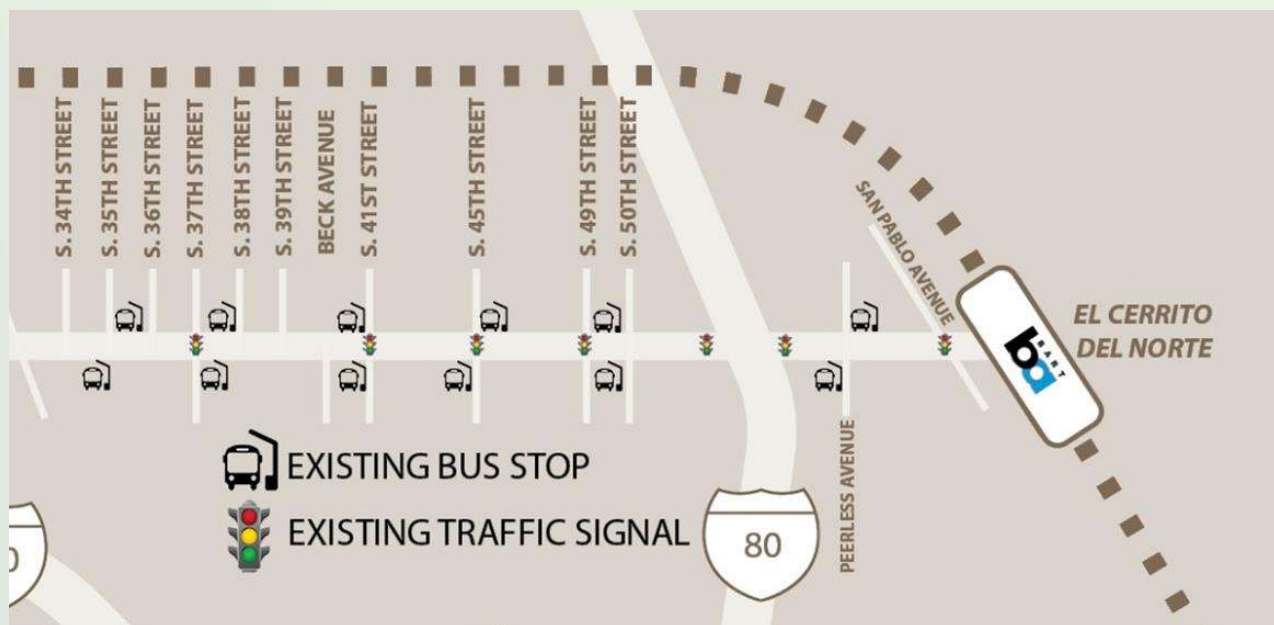 S. 34TH STREET
S. 35TH STREET
S. 36TH STREET
S. 37TH STREET
S. 38TH STREET
S. 39TH STREET
BECK AVENUE
S. 41ST STREET
S. 45TH STREET
S. 49TH STREET
S. 50TH STREET
SAN PABLO AVENUE
EL CERRITO
DEL NORTE
ba
BART
PEERLESS AVENUE
EXISTING BUS STOP
EXISTING TRAFFIC SIGNAL
80
0